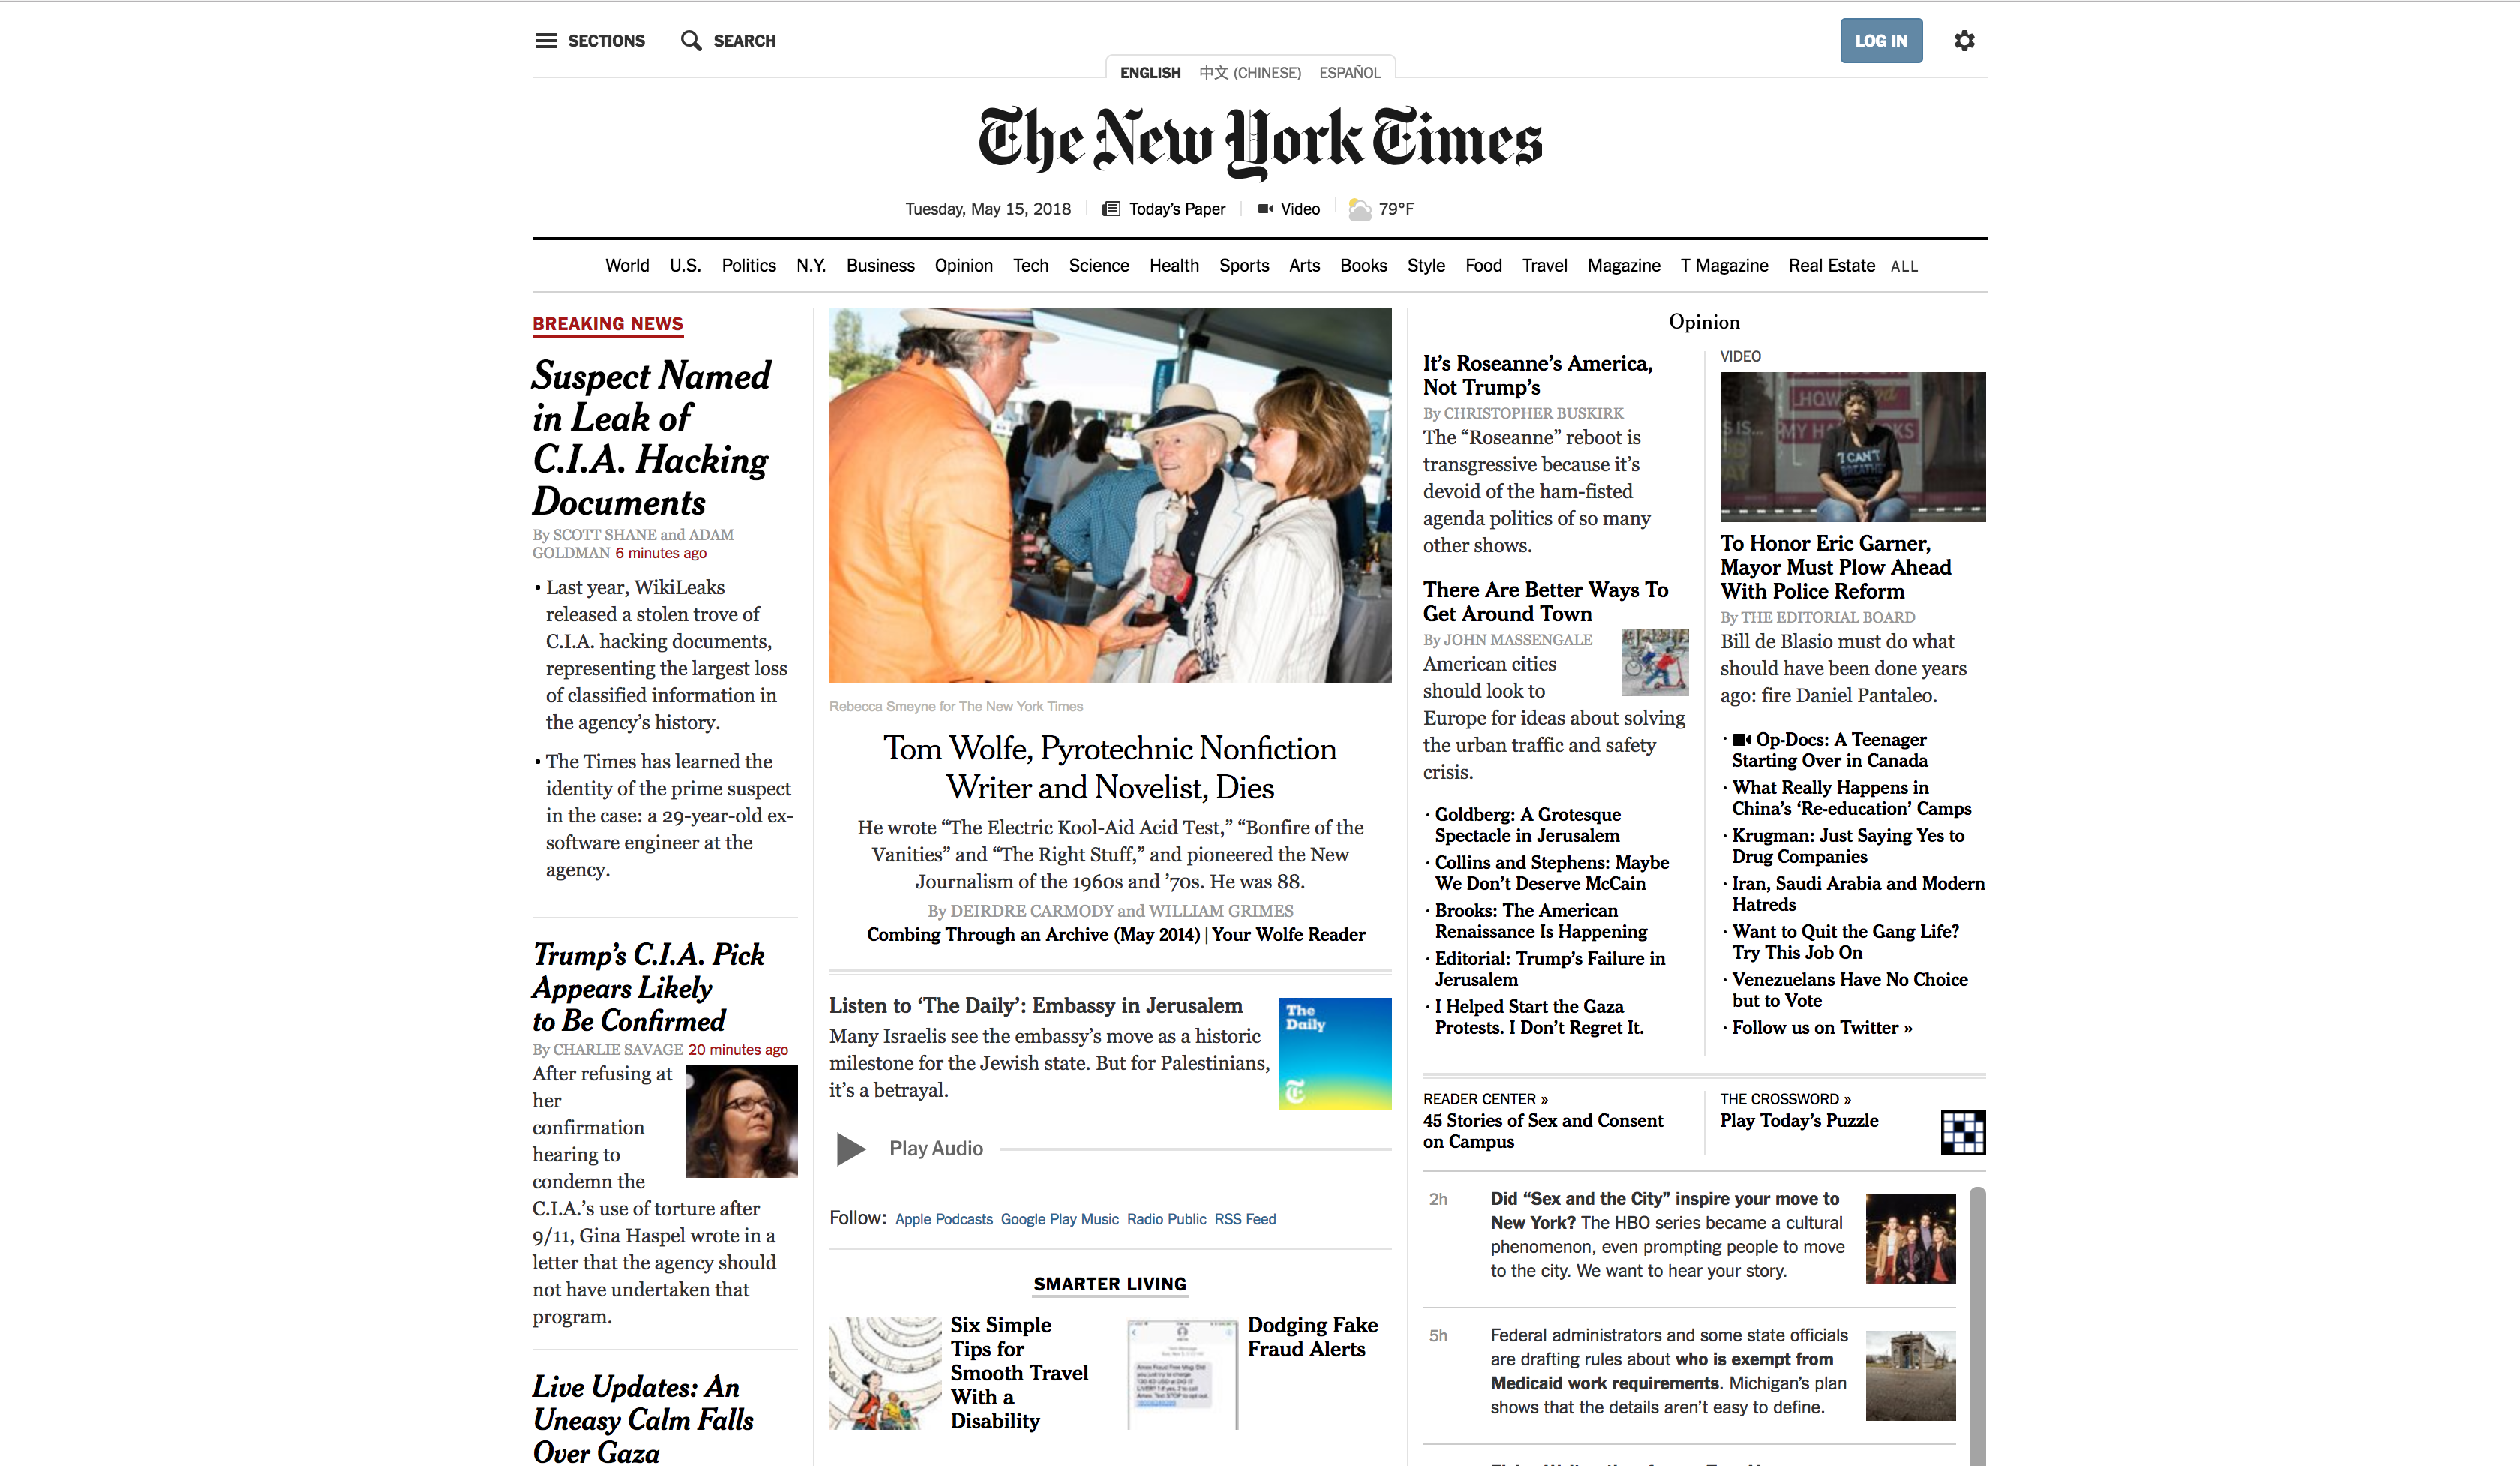 SECTIONS
SEARCH
LOG IN
ENGLISH
中文 (CHINESE)
ESPAÑOL
The New York Times
Tuesday, May 15, 2018
Today's Paper
Video
79°F
World
U.S.
Politics
N.Y.
Business
Opinion
Tech
Science
Health
Sports
Arts
Books
Style
Food
Travel
Magazine
T Magazine
Real Estate
ALL
BREAKING NEWS
Suspect Named
in Leak of
C.I.A. Hacking
Documents
By SCOTT SHANE and ADAM
GOLDMAN 6 minutes ago
• Last year, WikiLeaks
released a stolen trove of
C.I.A. hacking documents,
representing the largest loss
of classified information in
the agency's history.
• The Times has learned the
identity of the prime suspect
in the case: a 29-year-old ex-
software engineer at the
agency.
Trump's C.I.A. Pick
Appears Likely
to Be Confirmed
By CHARLIE SAVAGE 20 minutes ago
After refusing at
her
confirmation
hearing to
condemn the
C.I.A.'s use of torture after
9/11, Gina Haspel wrote in a
letter that the agency should
not have undertaken that
program.
Live Updates: An
Uneasy Calm Falls
Over Gaza
Rebecca Smeyne for The New York Times
Tom Wolfe, Pyrotechnic Nonfiction
Writer and Novelist, Dies
He wrote “The Electric Kool-Aid Acid Test,” “Bonfire of the
Vanities” and “The Right Stuff,” and pioneered the New
Journalism of the 1960s and ’70s. He was 88.
By DEIRDRE CARMODY and WILLIAM GRIMES
Combing Through an Archive (May 2014) | Your Wolfe Reader
Listen to ‘The Daily’: Embassy in Jerusalem
Many Israelis see the embassy’s move as a historic
milestone for the Jewish state. But for Palestinians,
it’s a betrayal.
The
Daily
Play Audio
Follow: Apple Podcasts Google Play Music Radio Public RSS Feed
SMARTER LIVING
Six Simple
Tips for
Smooth Travel
With a
Disability
Dodging Fake
Fraud Alerts
Opinion
It’s Roseanne’s America,
Not Trump’s
By CHRISTOPHER BUSKIRK
The “Roseanne” reboot is
transgressive because it’s
devoid of the ham-fisted
agenda politics of so many
other shows.
There Are Better Ways To
Get Around Town
By JOHN MASSENGALE
American cities
should look to
Europe for ideas about solving
the urban traffic and safety
crisis.
· Goldberg: A Grotesque
Spectacle in Jerusalem
· Collins and Stephens: Maybe
We Don’t Deserve McCain
· Brooks: The American
Renaissance Is Happening
· Editorial: Trump’s Failure in
Jerusalem
· I Helped Start the Gaza
Protests. I Don’t Regret It.
VIDEO
I CAN'T
BREATHE
To Honor Eric Garner,
Mayor Must Plow Ahead
With Police Reform
By THE EDITORIAL BOARD
Bill de Blasio must do what
should have been done years
ago: fire Daniel Pantaleo.
· Op-Docs: A Teenager
Starting Over in Canada
· What Really Happens in
China’s ‘Re-education’ Camps
· Krugman: Just Saying Yes to
Drug Companies
· Iran, Saudi Arabia and Modern
Hatreds
· Want to Quit the Gang Life?
Try This Job On
· Venezuelans Have No Choice
but to Vote
· Follow us on Twitter »
READER CENTER »
45 Stories of Sex and Consent
on Campus
THE CROSSWORD »
Play Today’s Puzzle
2h
Did “Sex and the City” inspire your move to
New York? The HBO series became a cultural
phenomenon, even prompting people to move
to the city. We want to hear your story.
5h
Federal administrators and some state officials
are drafting rules about who is exempt from
Medicaid work requirements. Michigan’s plan
shows that the details aren’t easy to define.